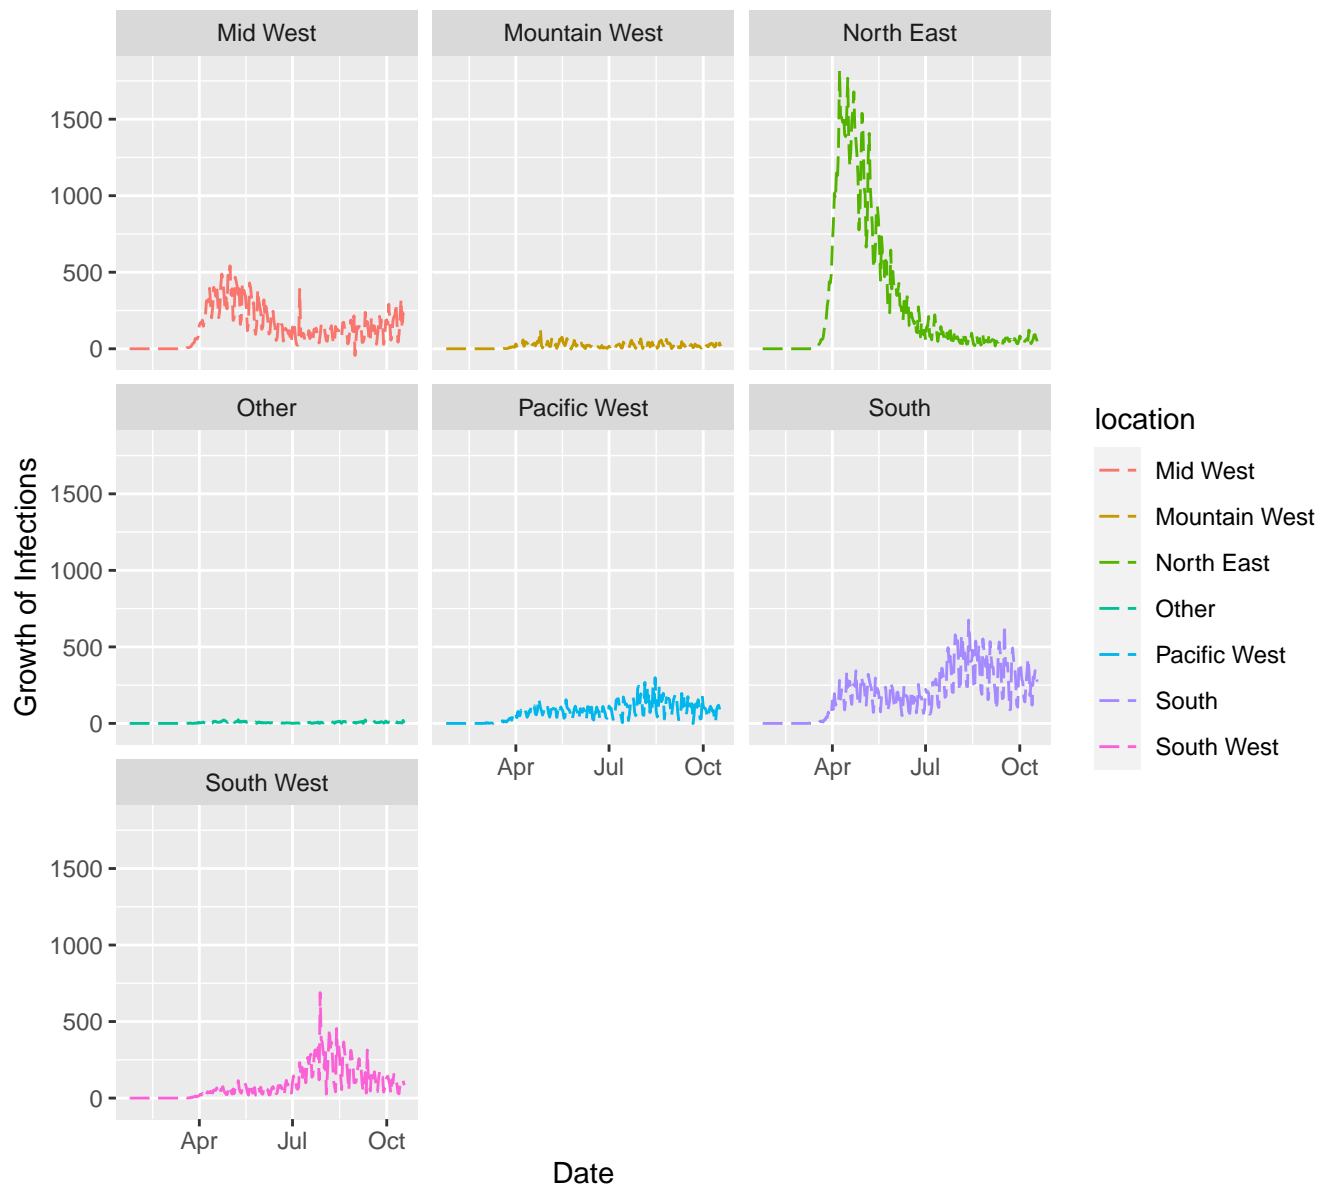 Mid West
Mountain West
North East
1500
1000
500
0
Other
Pacific West
South
1500
1000
500
0
Apr Jul Oct
Apr Jul Oct
South West
1500
1000
500
0
Apr Jul Oct
Growth of Infections
Date
location
Mid West
Mountain West
North East
Other
Pacific West
South
South West